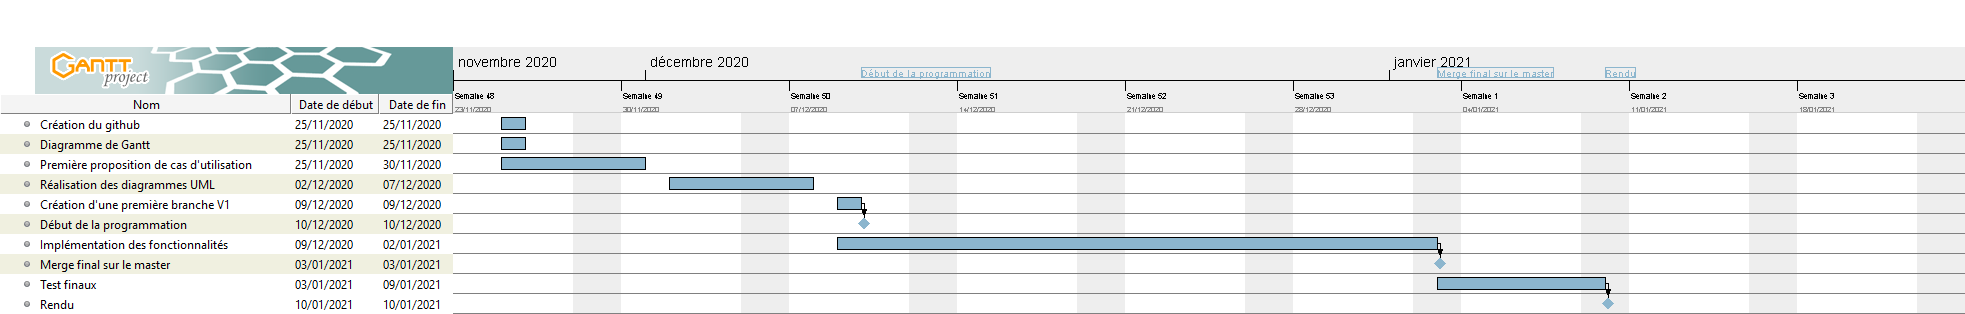 GANTT
project
novembre 2020 décembre 2020 janvier 2021
Début de la programmation Merge final sur le master Rendu
Semaine 48 Semaine 49 Semaine 50 Semaine 51 Semaine 52 Semaine 53 Semaine 1 Semaine 2 Semaine 3
23/11/2020 30/11/2020 07/12/2020 14/12/2020 21/12/2020 28/12/2020 04/01/2021 11/01/2021 18/01/2021
Nom Date de début Date de fin
Création du github 25/11/2020 25/11/2020
Diagramme de Gantt 25/11/2020 25/11/2020
Première proposition de cas d'utilisation 25/11/2020 30/11/2020
Réalisation des diagrammes UML 02/12/2020 07/12/2020
Création d'une première branche V1 09/12/2020 09/12/2020
Début de la programmation 10/12/2020 10/12/2020
Implémentation des fonctionnalités 09/12/2020 02/01/2021
Merge final sur le master 03/01/2021 03/01/2021
Test finaux 03/01/2021 09/01/2021
Rendu 10/01/2021 10/01/2021